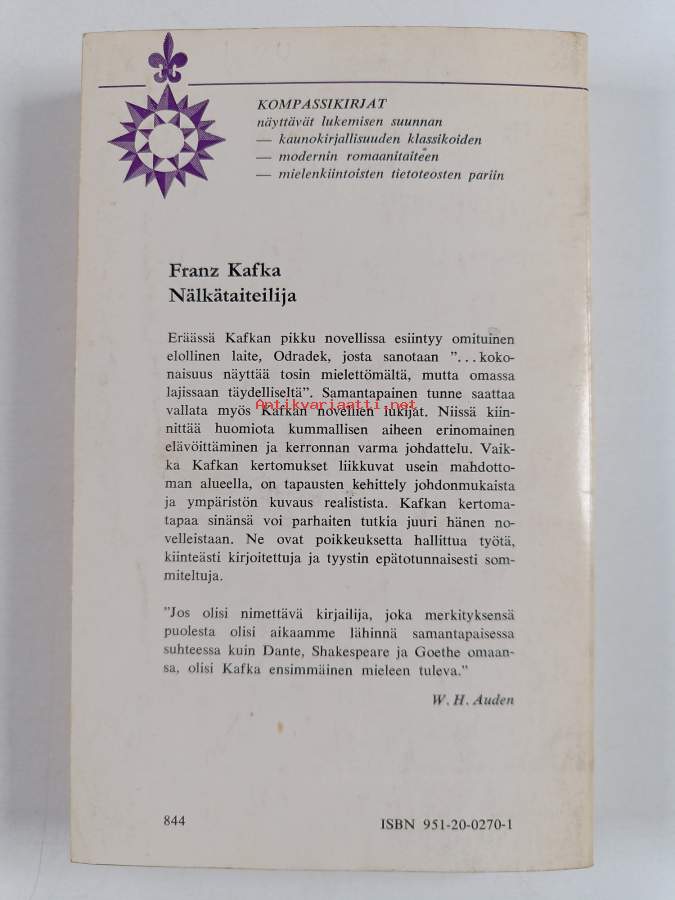 KOMPASSIKIRJAT
näyttävät lukemisen suunnan
— kaunokirjallisuuden klassikoiden
— modernin romaanitaiteen
— mielenkiintoisten tietoteosten pariin
Franz Kafka
Nälkätaiteilija
Eräässä Kafkan pikku novellissa esiintyy omituinen
elollinen laite, Odradek, josta sanotaan ”...koko-
naisuus näyttää tosin mielettömältä, mutta omassa
lajissaan täydelliseltä”. Samantapainen tunne saattaa
Antikvariaatti.net
vallata myös Kafkan novellien lukijat. Niissä kiin-
nittää huomiota kummallisen aiheen erinomainen
elävöittäminen ja kerronnan varma johdattelu. Vaik-
ka Kafkan kertomukset liikkuvat usein mahdotto-
man alueella, on tapausten kehittely johdonmukaista
ja ympäristön kuvaus realistista. Kafkan kertoma-
tapaa sinänsä voi parhaiten tutkia juuri hänen no-
velleistaan. Ne ovat poikkeuksetta hallittua työtä,
kiinteästi kirjoitettuja ja tyystin epätotunnaisesti som-
miteltuja.
”Jos olisi nimettävä kirjailija, joka merkityksensä
puolesta olisi aikaamme lähinnä samantapaisessa
suhteessa kuin Dante, Shakespeare ja Goethe omaan-
sa, olisi Kafka ensimmäinen mieleen tuleva.”
W. H. Auden
844
ISBN 951-20-0270-1